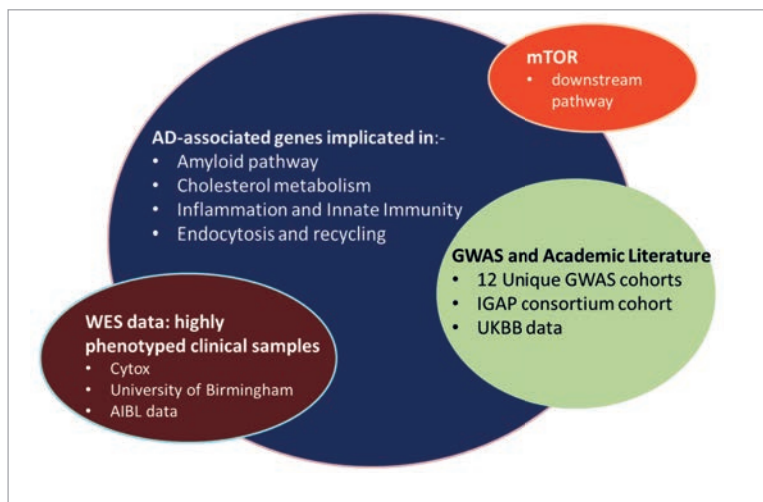 mTOR
• downstream
pathway
AD-associated genes implicated in:-
• Amyloid pathway
• Cholesterol metabolism
• Inflammation and Innate Immunity
• Endocytosis and recycling
GWAS and Academic Literature
• 12 Unique GWAS cohorts
• IGAP consortium cohort
• UKBB data
WES data: highly
phenotyped clinical samples
• Cytox
• University of Birmingham
• AIBL data